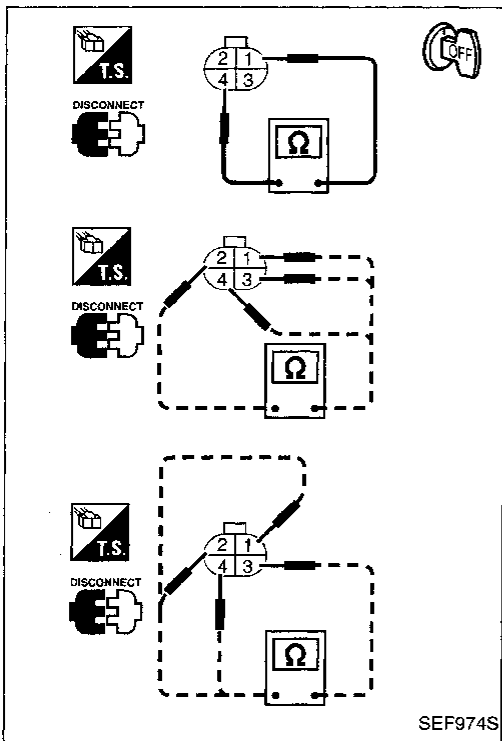 OFF
T.S.
DISCONNECT
2 1
4 3
Ω
T.S.
DISCONNECT
2 1
4 3
Ω
T.S.
DISCONNECT
2 1
4 3
Ω
SEF974S